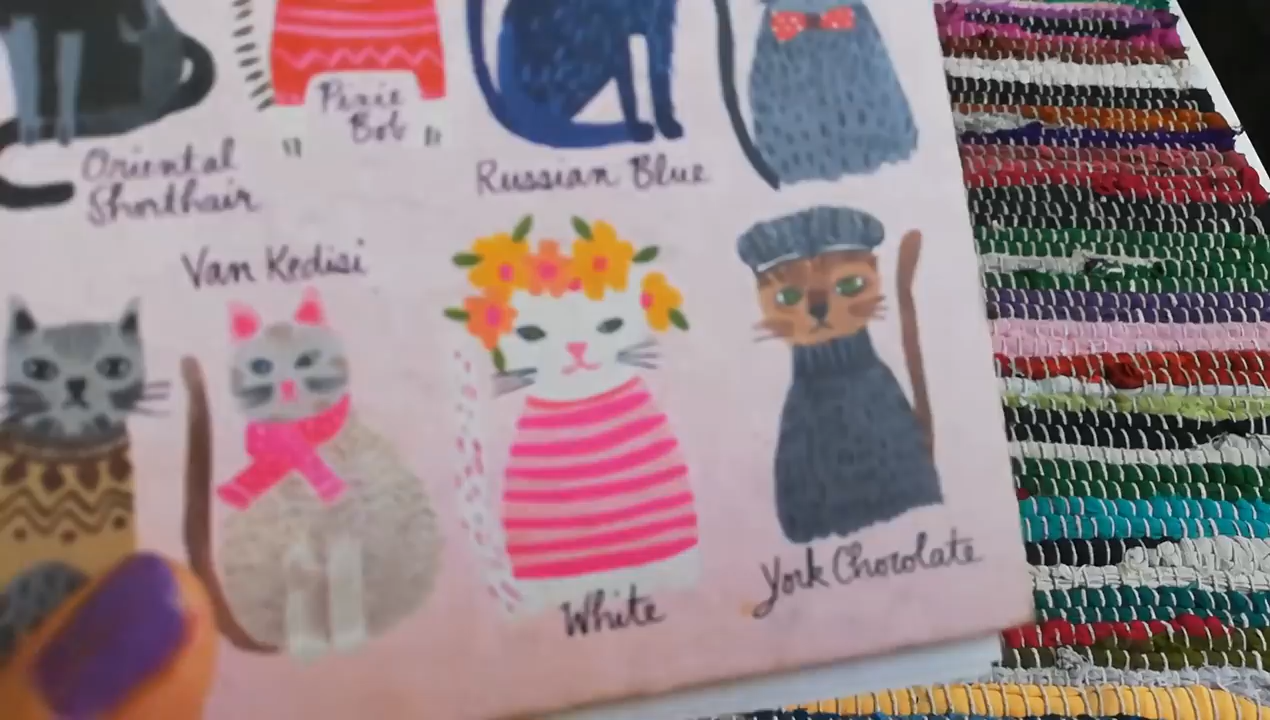 Pixie
Bob
Oriental
Shorthair
Russian Blue
Van Kedisi
White
York Chocolate